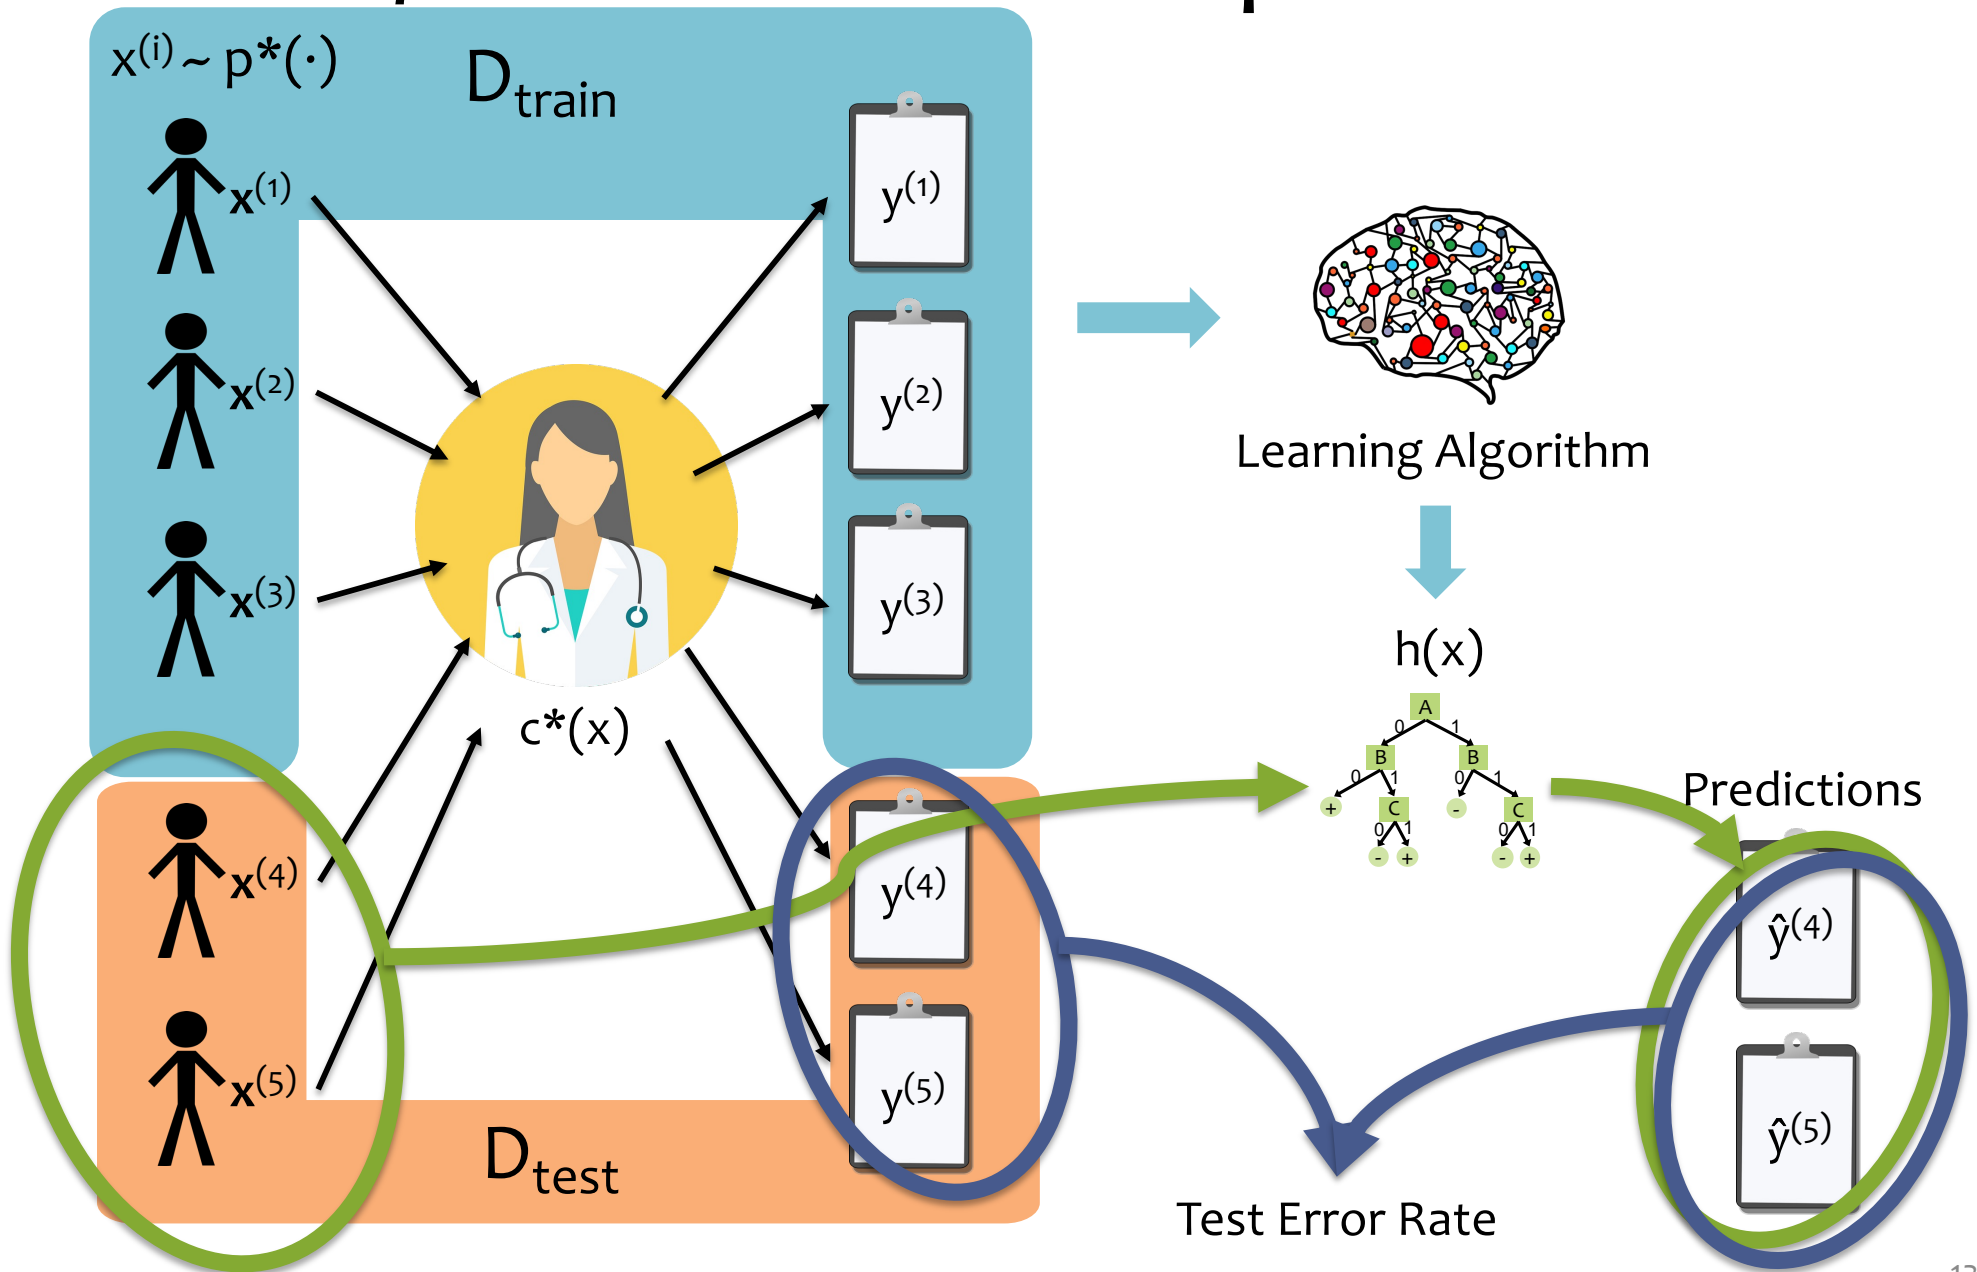 x⁽ⁱ⁾ ~ p*(·)
D_train
x⁽¹⁾
y⁽¹⁾
x⁽²⁾
y⁽²⁾
x⁽³⁾
y⁽³⁾
c*(x)
x⁽⁴⁾
y⁽⁴⁾
x⁽⁵⁾
y⁽⁵⁾
D_test
Learning Algorithm
h(x)
A
0 1
B B
0 1 0 1
+ C - C
0 1 0 1
- + - +
Predictions
ŷ⁽⁴⁾
ŷ⁽⁵⁾
Test Error Rate